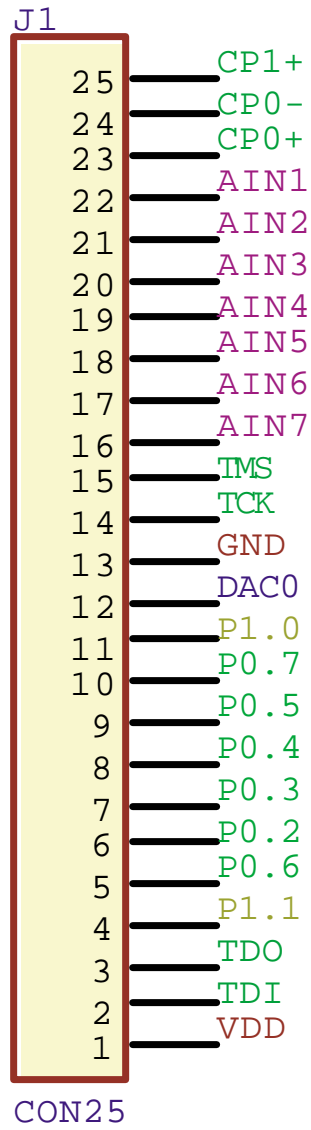 J1
25 CP1+
24 CP0-
23 CP0+
22 AIN1
21 AIN2
20 AIN3
19 AIN4
18 AIN5
17 AIN6
16 AIN7
15 TMS
14 TCK
13 GND
12 DAC0
11 P1.0
10 P0.7
9 P0.5
8 P0.4
7 P0.3
6 P0.2
5 P0.6
4 P1.1
3 TDO
2 TDI
1 VDD
CON25